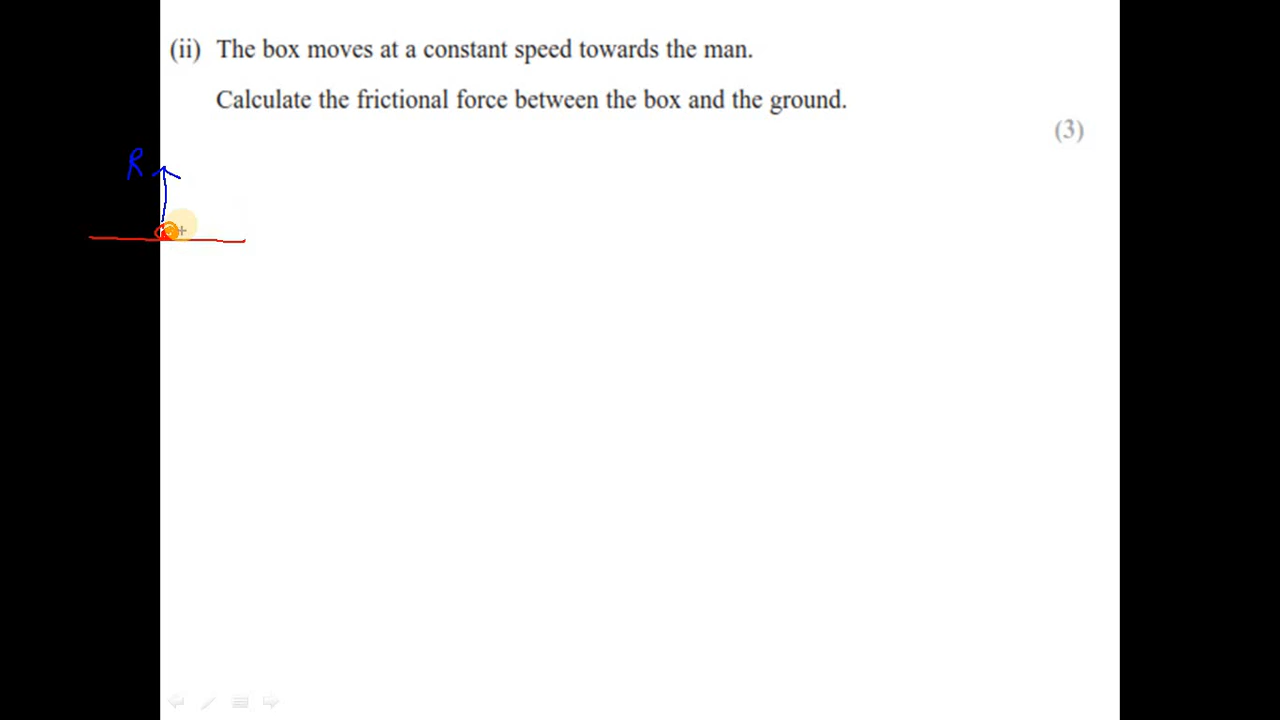 (ii) The box moves at a constant speed towards the man.
Calculate the frictional force between the box and the ground.
(3)
R